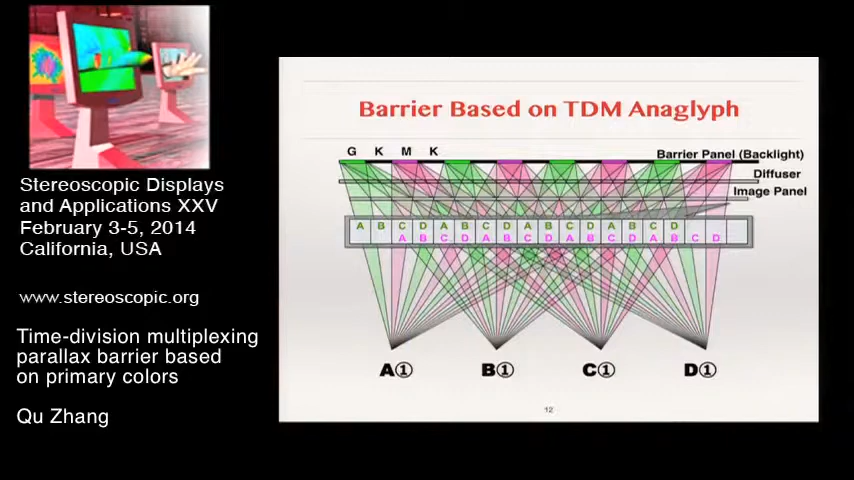 Stereoscopic Displays
and Applications XXV
February 3-5, 2014
California, USA
www.stereoscopic.org
Time-division multiplexing
parallax barrier based
on primary colors
Qu Zhang
Barrier Based on TDM Anaglyph
G K M K
Barrier Panel (Backlight)
Diffuser
Image Panel
A B C D A B C D A B C D A B C D
A B C D A B C D A B C D A B C D
A① B① C① D①
12